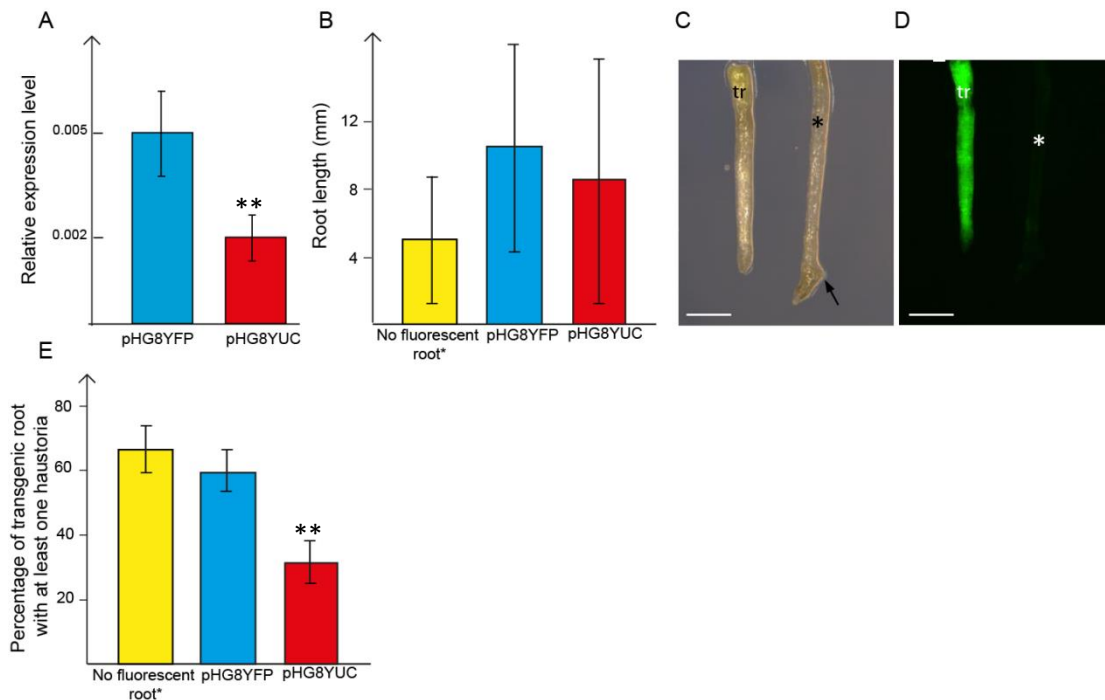 A
Relative expression level
0.005
0.002
**
pHG8YFP
pHG8YUC
B
Root length (mm)
12
8
4
No fluorescent
root*
pHG8YFP
pHG8YUC
C
tr
*
D
tr
*
E
Percentage of transgenic root
with at least one haustoria
80
60
40
20
**
No fluorescent
root*
pHG8YFP
pHG8YUC